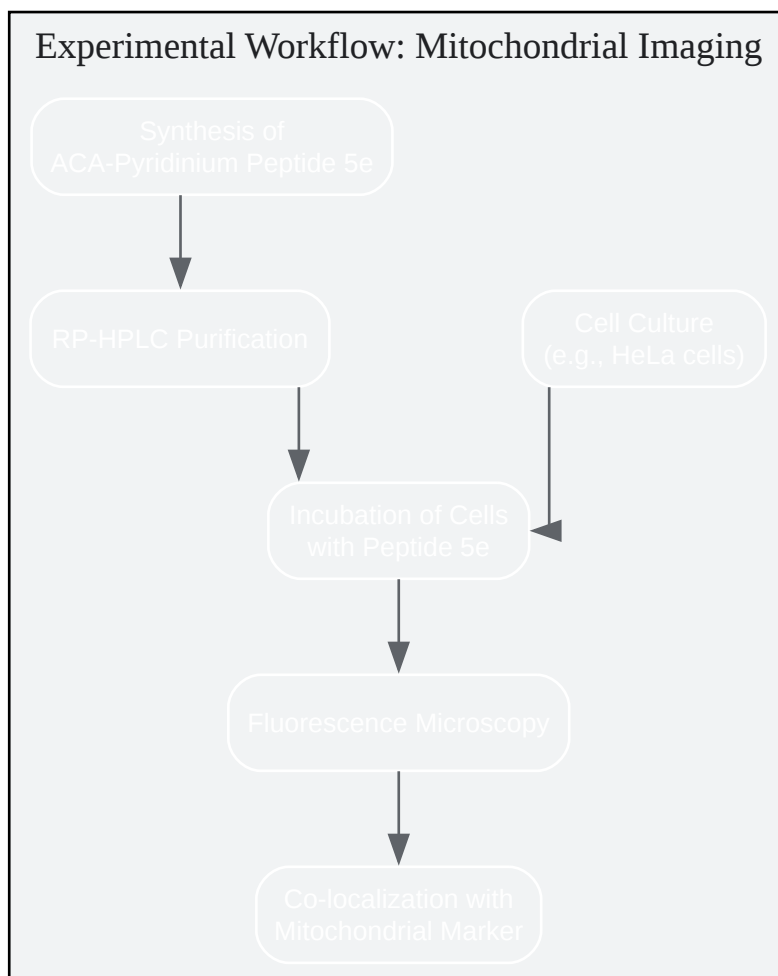 Experimental Workflow: Mitochondrial Imaging
Synthesis of
ACA-Pyridinium Peptide 5e
RP-HPLC Purification
Cell Culture
(e.g., HeLa cells)
Incubation of Cells
with Peptide 5e
Fluorescence Microscopy
Co-localization with
Mitochondrial Marker